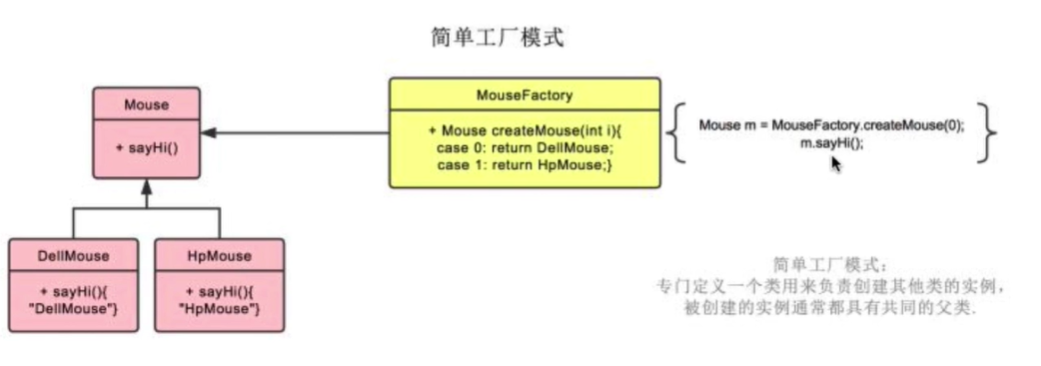 简单工厂模式
Mouse
+ sayHi()
MouseFactory
+ Mouse createMouse(int i){
case 0: return DellMouse;
case 1: return HpMouse;}
Mouse m = MouseFactory.createMouse(0);
m.sayHi();
DellMouse
+ sayHi(){
"DellMouse"}
HpMouse
+ sayHi(){
"HpMouse"}
简单工厂模式：
专门定义一个类用来负责创建其他类的实例，
被创建的实例通常都具有共同的父类.